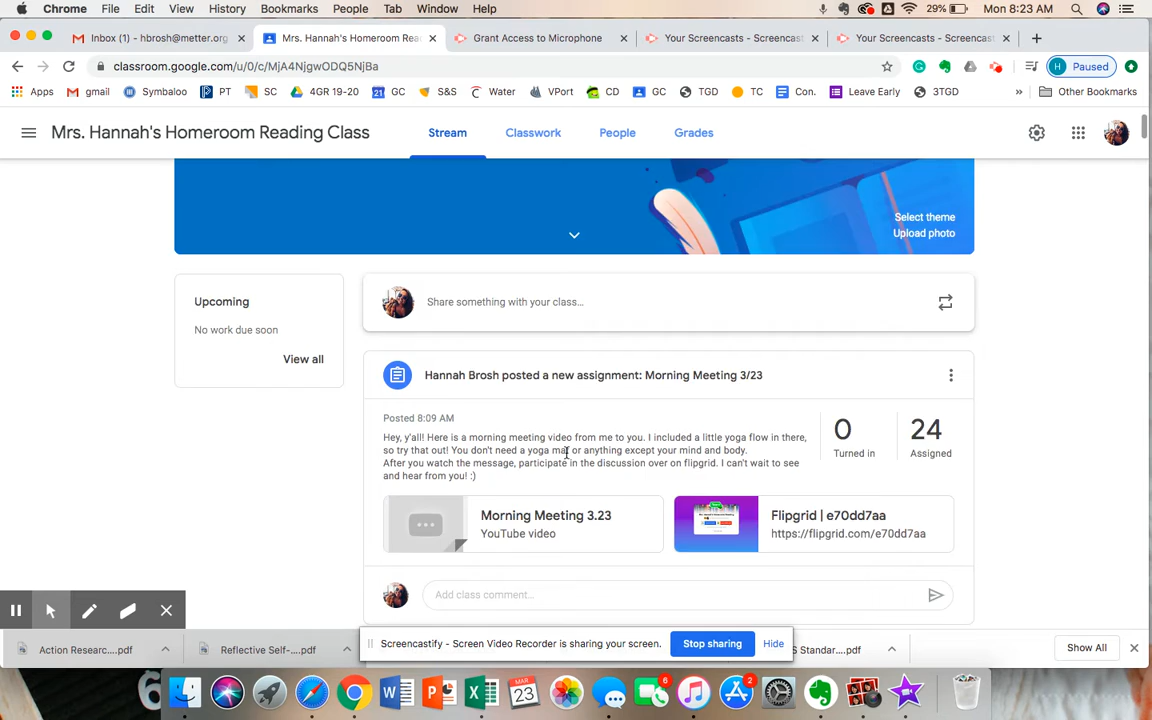 Chrome File Edit View History Bookmarks People Tab Window Help 29% Mon 8:23 AM
Inbox (1) - hbrosh@metter.org Mrs. Hannah's Homeroom Rea Grant Access to Microphone Your Screencasts - Screencast Your Screencasts - Screencast
classroom.google.com/u/0/c/MjA4NjgwODQ5NjBa H Paused
Apps gmail Symbaloo PT SC 4GR 19-20 21 GC S&S Water VPort CD GC TGD TC Con. Leave Early 3TGD » Other Bookmarks
Mrs. Hannah's Homeroom Reading Class Stream Classwork People Grades
Select theme
Upload photo
Upcoming
No work due soon
View all
Share something with your class...
Hannah Brosh posted a new assignment: Morning Meeting 3/23
Posted 8:09 AM
Hey, y'all! Here is a morning meeting video from me to you. I included a little yoga flow in there,
so try that out! You don't need a yoga mat or anything except your mind and body.
After you watch the message, participate in the discussion over on flipgrid. I can't wait to see
and hear from you! :)
0 24
Turned in Assigned
Morning Meeting 3.23
YouTube video
Flipgrid | e70dd7aa
https://flipgrid.com/e70dd7aa
Add class comment...
Screencastify - Screen Video Recorder is sharing your screen. Stop sharing Hide
Action Researc....pdf Reflective Self-....pdf S Standar....pdf Show All
MAR
23
6
2